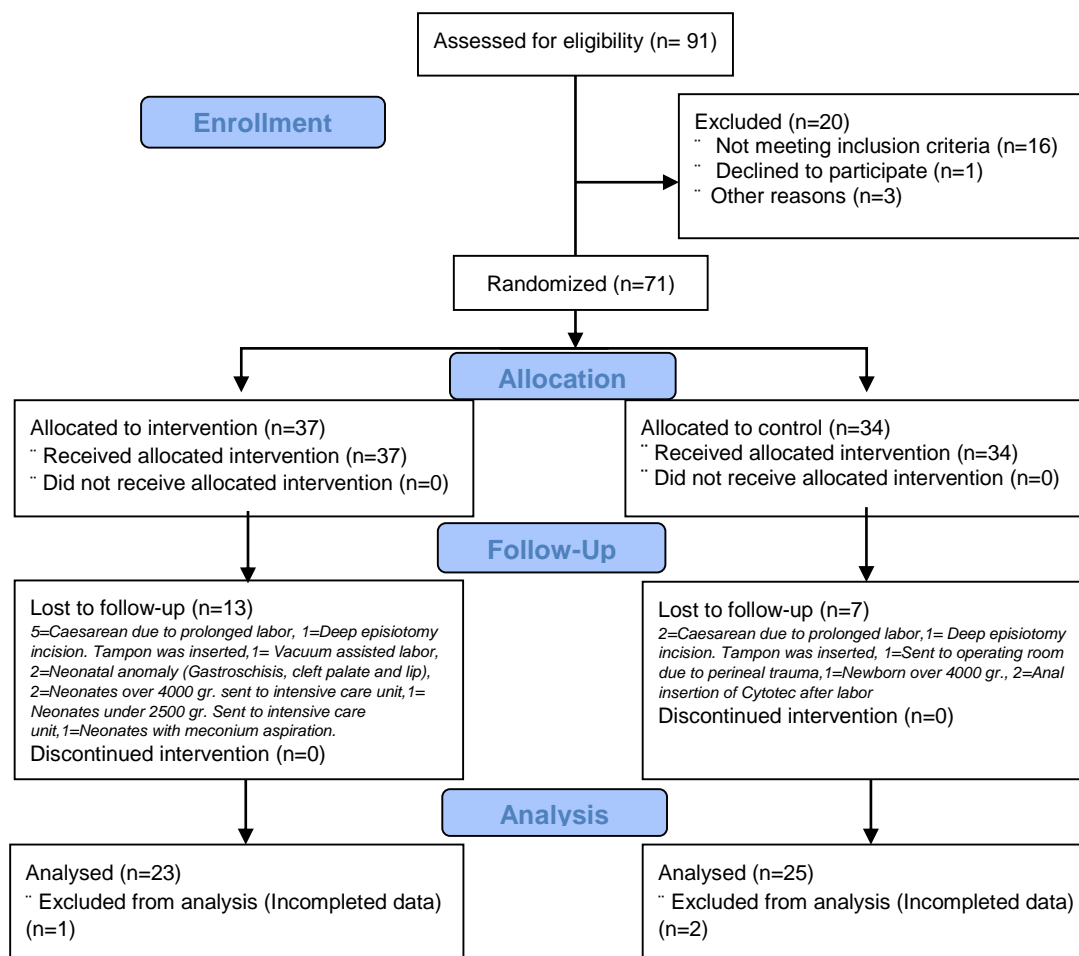 Assessed for eligibility (n= 91)
Enrollment
Excluded (n=20)
¨ Not meeting inclusion criteria (n=16)
¨ Declined to participate (n=1)
¨ Other reasons (n=3)
Randomized (n=71)
Allocation
Allocated to intervention (n=37)
¨ Received allocated intervention (n=37)
¨ Did not receive allocated intervention (n=0)
Allocated to control (n=34)
¨ Received allocated intervention (n=34)
¨ Did not receive allocated intervention (n=0)
Follow-Up
Lost to follow-up (n=13)
5=Caesarean due to prolonged labor, 1=Deep episiotomy
incision. Tampon was inserted,1= Vacuum assisted labor,
2=Neonatal anomaly (Gastroschisis, cleft palate and lip),
2=Neonates over 4000 gr. sent to intensive care unit,1=
Neonates under 2500 gr. Sent to intensive care
unit,1=Neonates with meconium aspiration.
Discontinued intervention (n=0)
Lost to follow-up (n=7)
2=Caesarean due to prolonged labor,1= Deep episiotomy
incision. Tampon was inserted, 1=Sent to operating room
due to perineal trauma,1=Newborn over 4000 gr., 2=Anal
insertion of Cytotec after labor
Discontinued intervention (n=0)
Analysis
Analysed (n=23)
¨ Excluded from analysis (Incompleted data)
(n=1)
Analysed (n=25)
¨ Excluded from analysis (Incompleted data)
(n=2)